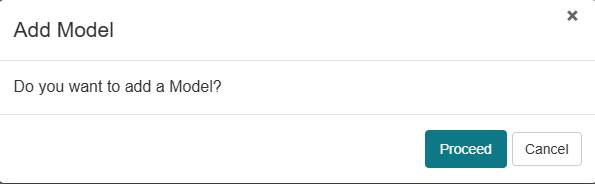 Add Model
Do you want to add a Model?
Proceed Cancel